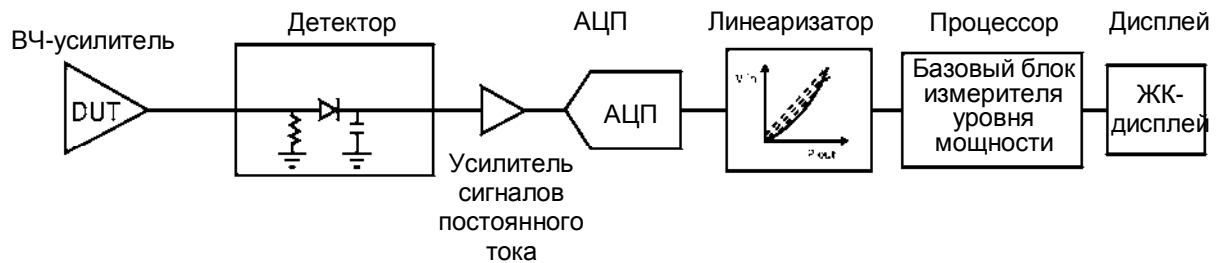 ВЧ-усилитель
Детектор
АЦП
Линеаризатор
Процессор
Дисплей
DUT
АЦП
P out
Базовый блок
измерителя
уровня
мощности
ЖК-
дисплей
Усилитель
сигналов
постоянного
тока